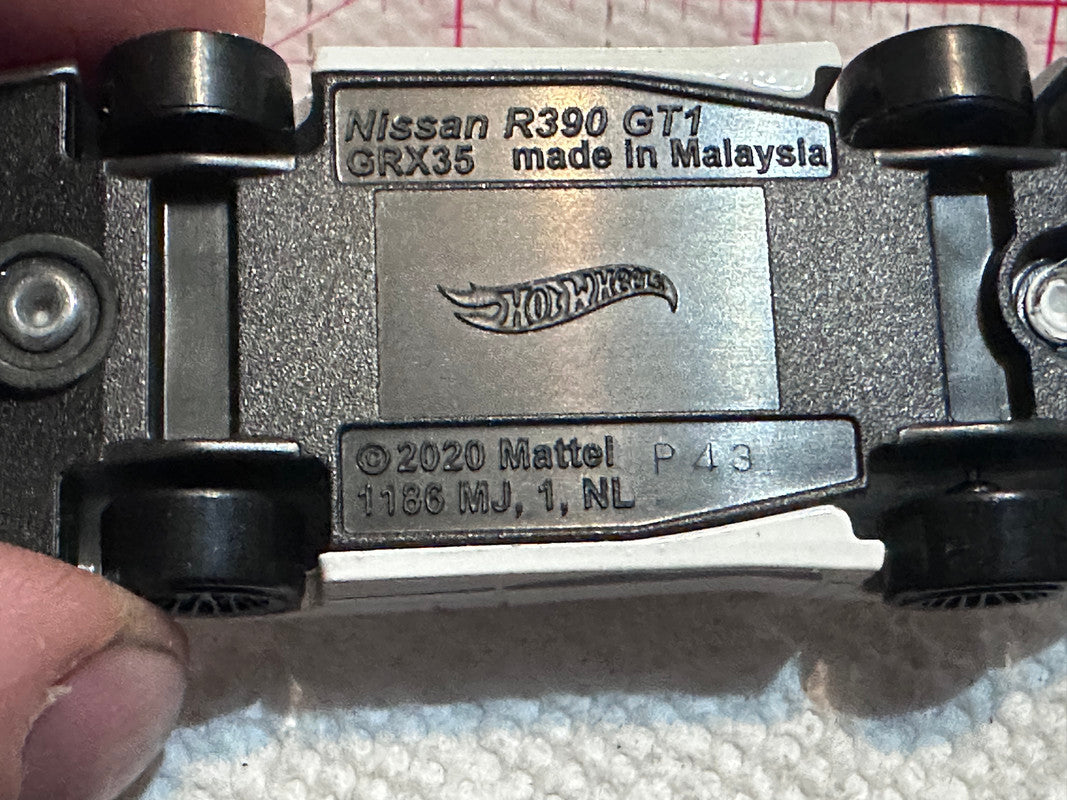 Nissan R390 GT1
GRX35 made in Malaysia
HOT WHEELS
©2020 Mattel P43
1186 MJ, 1, NL